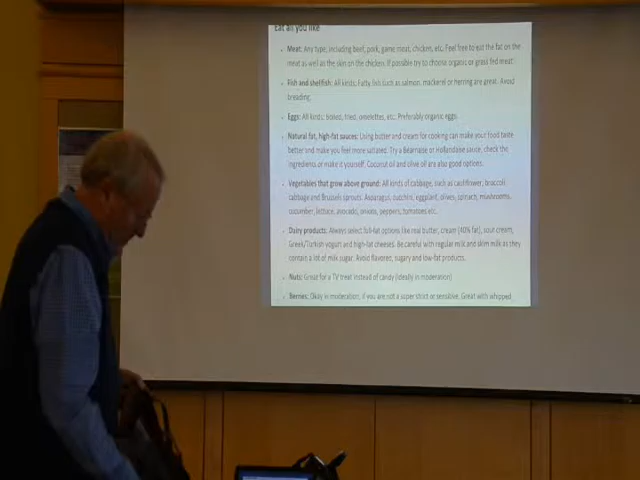 Eat all you like
Meat: Any type, including beef, pork, game meat, chicken, etc. Feel free to eat the fat on the
meat as well as the skin on the chicken. If possible try to choose organic or grass fed meat.
Fish and shellfish: All kinds: Fatty fish such as salmon, mackerel or herring are great. Avoid
breading.
Eggs: All kinds: Boiled, fried, omelettes, etc. Preferably organic eggs.
Natural fat, high-fat sauces: Using butter and cream for cooking can make your food taste
better and make you feel more satiated. Try a Béarnaise or Hollandaise sauce, check the
ingredients or make it yourself. Coconut oil and olive oil are also good options.
Vegetables that grow above ground: All kinds of cabbage, such as cauliflower, broccoli,
cabbage and Brussels sprouts. Asparagus, zucchini, eggplant, olives, spinach, mushrooms,
cucumber, lettuce, avocado, onions, peppers, tomatoes etc.
Dairy products: Always select full-fat options like real butter, cream (40% fat), sour cream,
Greek/Turkish yogurt and high-fat cheeses. Be careful with regular milk and skim milk as they
contain a lot of milk sugar. Avoid flavored, sugary and low-fat products.
Nuts: Great for a TV treat instead of candy (ideally in moderation)
Berries: Okay in moderation, if you are not a super strict or sensitive. Great with whipped